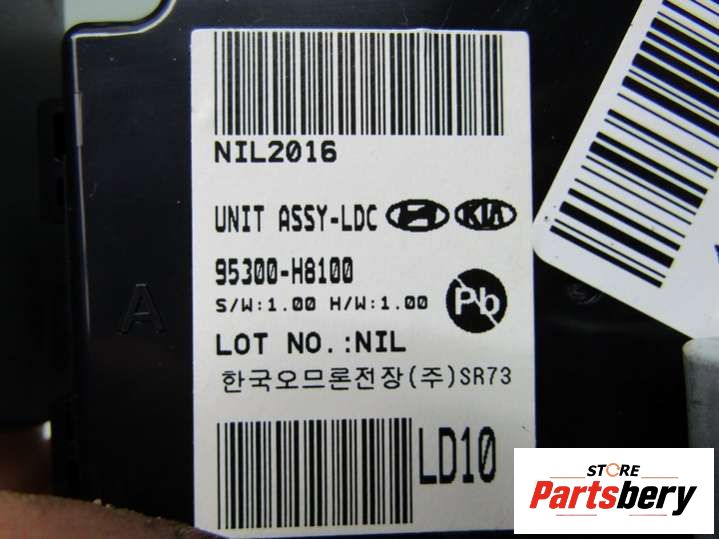 NIL2016
UNIT ASSY-LDC KIA
95300-H8100
S/W:1.00 H/W:1.00 Pb
LOT NO.:NIL
한국오므론전장(주)SR73
LD10
A
STORE
Partsbery